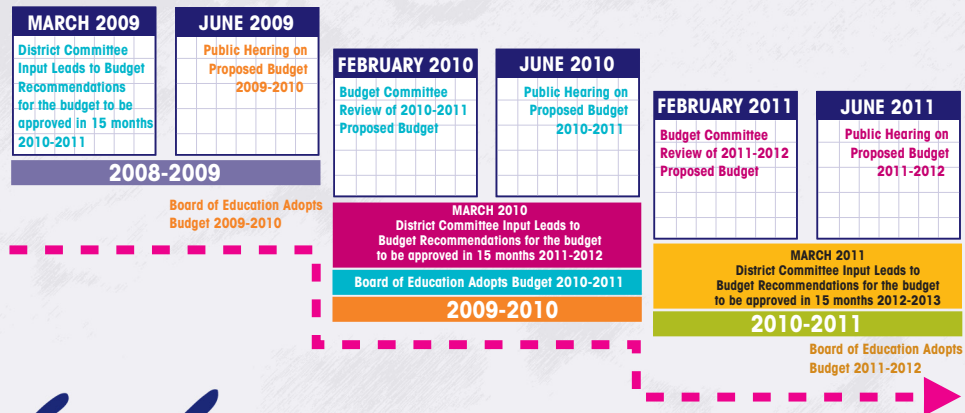 MARCH 2009
District Committee
Input Leads to Budget
Recommendations
for the budget to be
approved in 15 months
2010-2011
JUNE 2009
Public Hearing on
Proposed Budget
2009-2010
2008-2009
Board of Education Adopts
Budget 2009-2010
FEBRUARY 2010
Budget Committee
Review of 2010-2011
Proposed Budget
JUNE 2010
Public Hearing on
Proposed Budget
2010-2011
MARCH 2010
District Committee Input Leads to
Budget Recommendations for the budget
to be approved in 15 months 2011-2012
Board of Education Adopts Budget 2010-2011
2009-2010
FEBRUARY 2011
Budget Committee
Review of 2011-2012
Proposed Budget
JUNE 2011
Public Hearing on
Proposed Budget
2011-2012
MARCH 2011
District Committee Input Leads to
Budget Recommendations for the budget
to be approved in 15 months 2012-2013
2010-2011
Board of Education Adopts
Budget 2011-2012